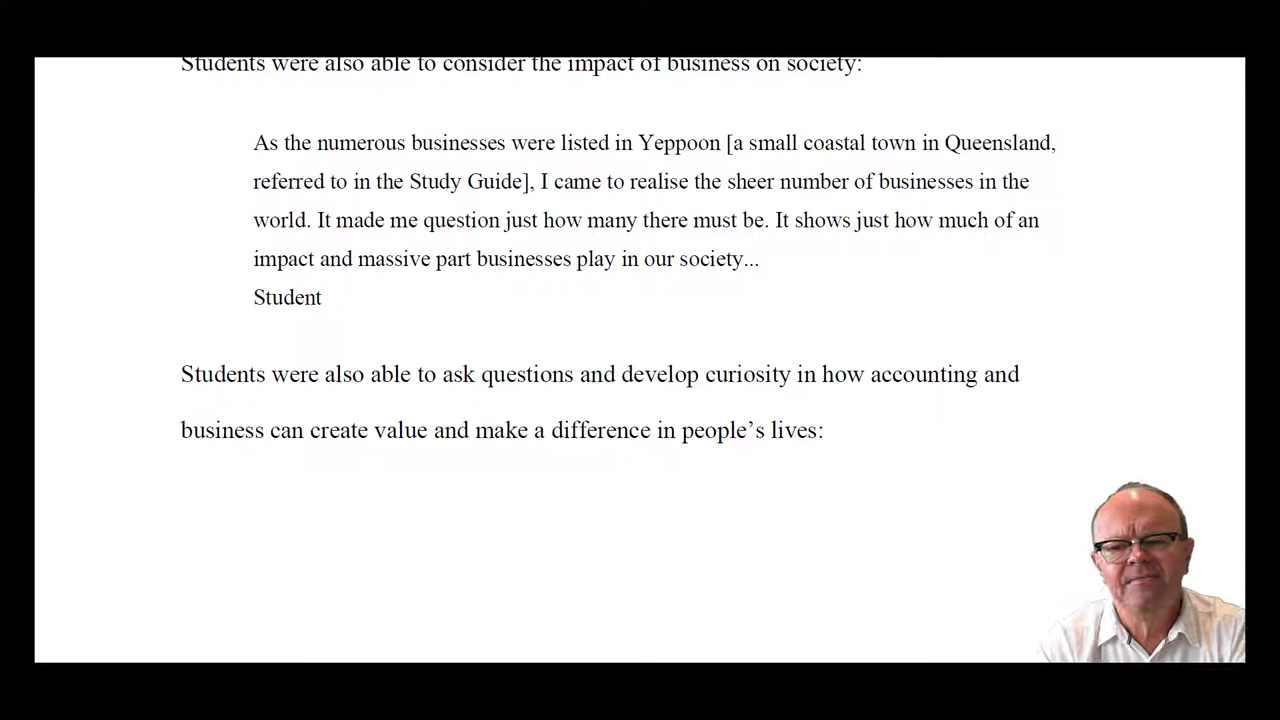 Students were also able to consider the impact of business on society:
As the numerous businesses were listed in Yeppoon [a small coastal town in Queensland,
referred to in the Study Guide], I came to realise the sheer number of businesses in the
world. It made me question just how many there must be. It shows just how much of an
impact and massive part businesses play in our society...
Student
Students were also able to ask questions and develop curiosity in how accounting and
business can create value and make a difference in people’s lives: